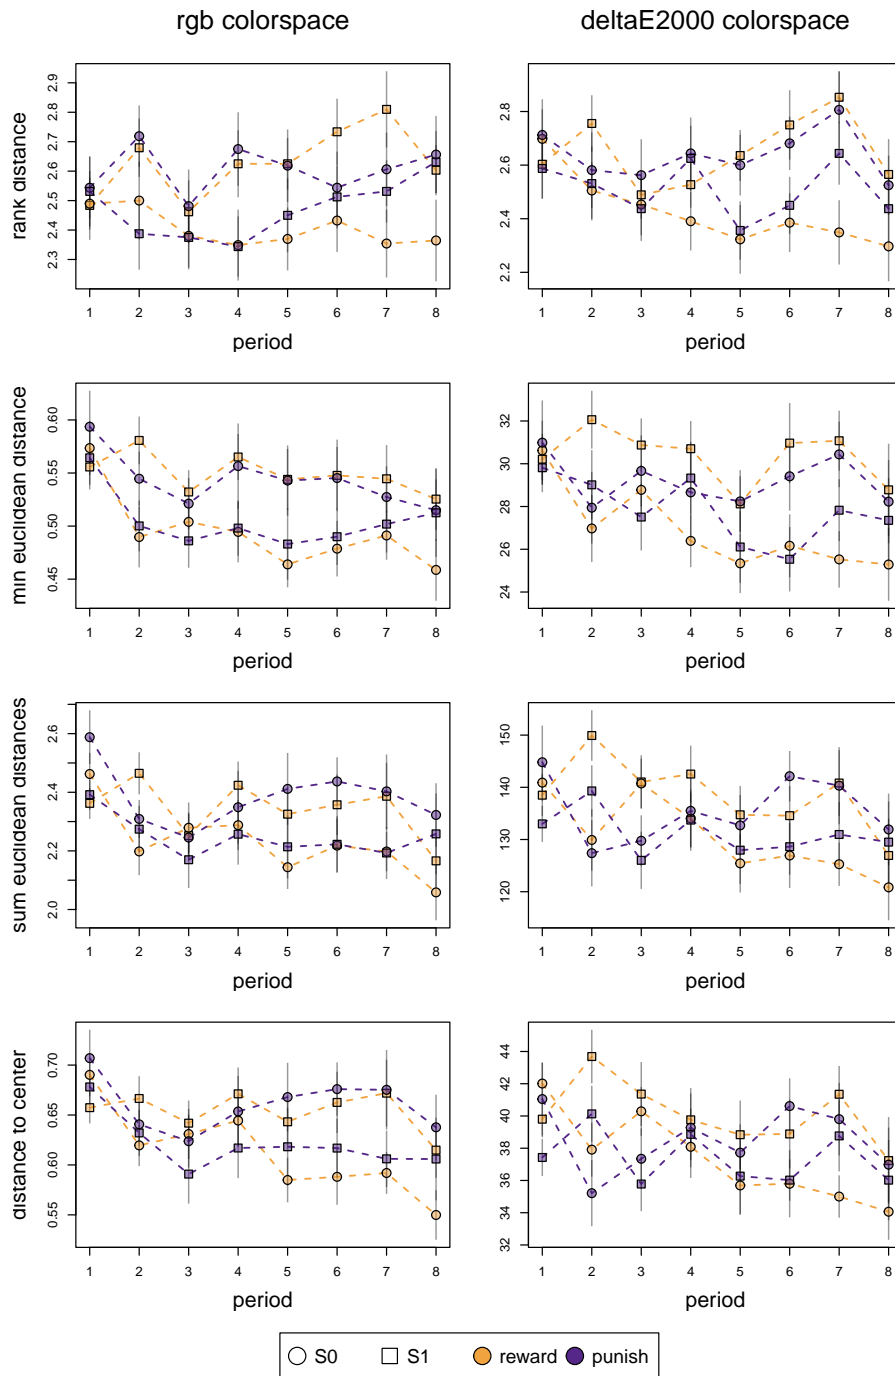 rgb colorspace
deltaE2000 colorspace
rank distance
2.9
2.8
2.7
2.6
2.5
2.4
2.3
1 2 3 4 5 6 7 8
period
2.8
2.6
2.4
2.2
1 2 3 4 5 6 7 8
period
min euclidean distance
0.60
0.55
0.50
0.45
1 2 3 4 5 6 7 8
period
32
30
28
26
24
1 2 3 4 5 6 7 8
period
sum euclidean distances
2.6
2.4
2.2
2.0
1 2 3 4 5 6 7 8
period
150
140
130
120
1 2 3 4 5 6 7 8
period
distance to center
0.70
0.65
0.60
0.55
1 2 3 4 5 6 7 8
period
44
42
40
38
36
34
32
1 2 3 4 5 6 7 8
period
S0 S1 reward punish